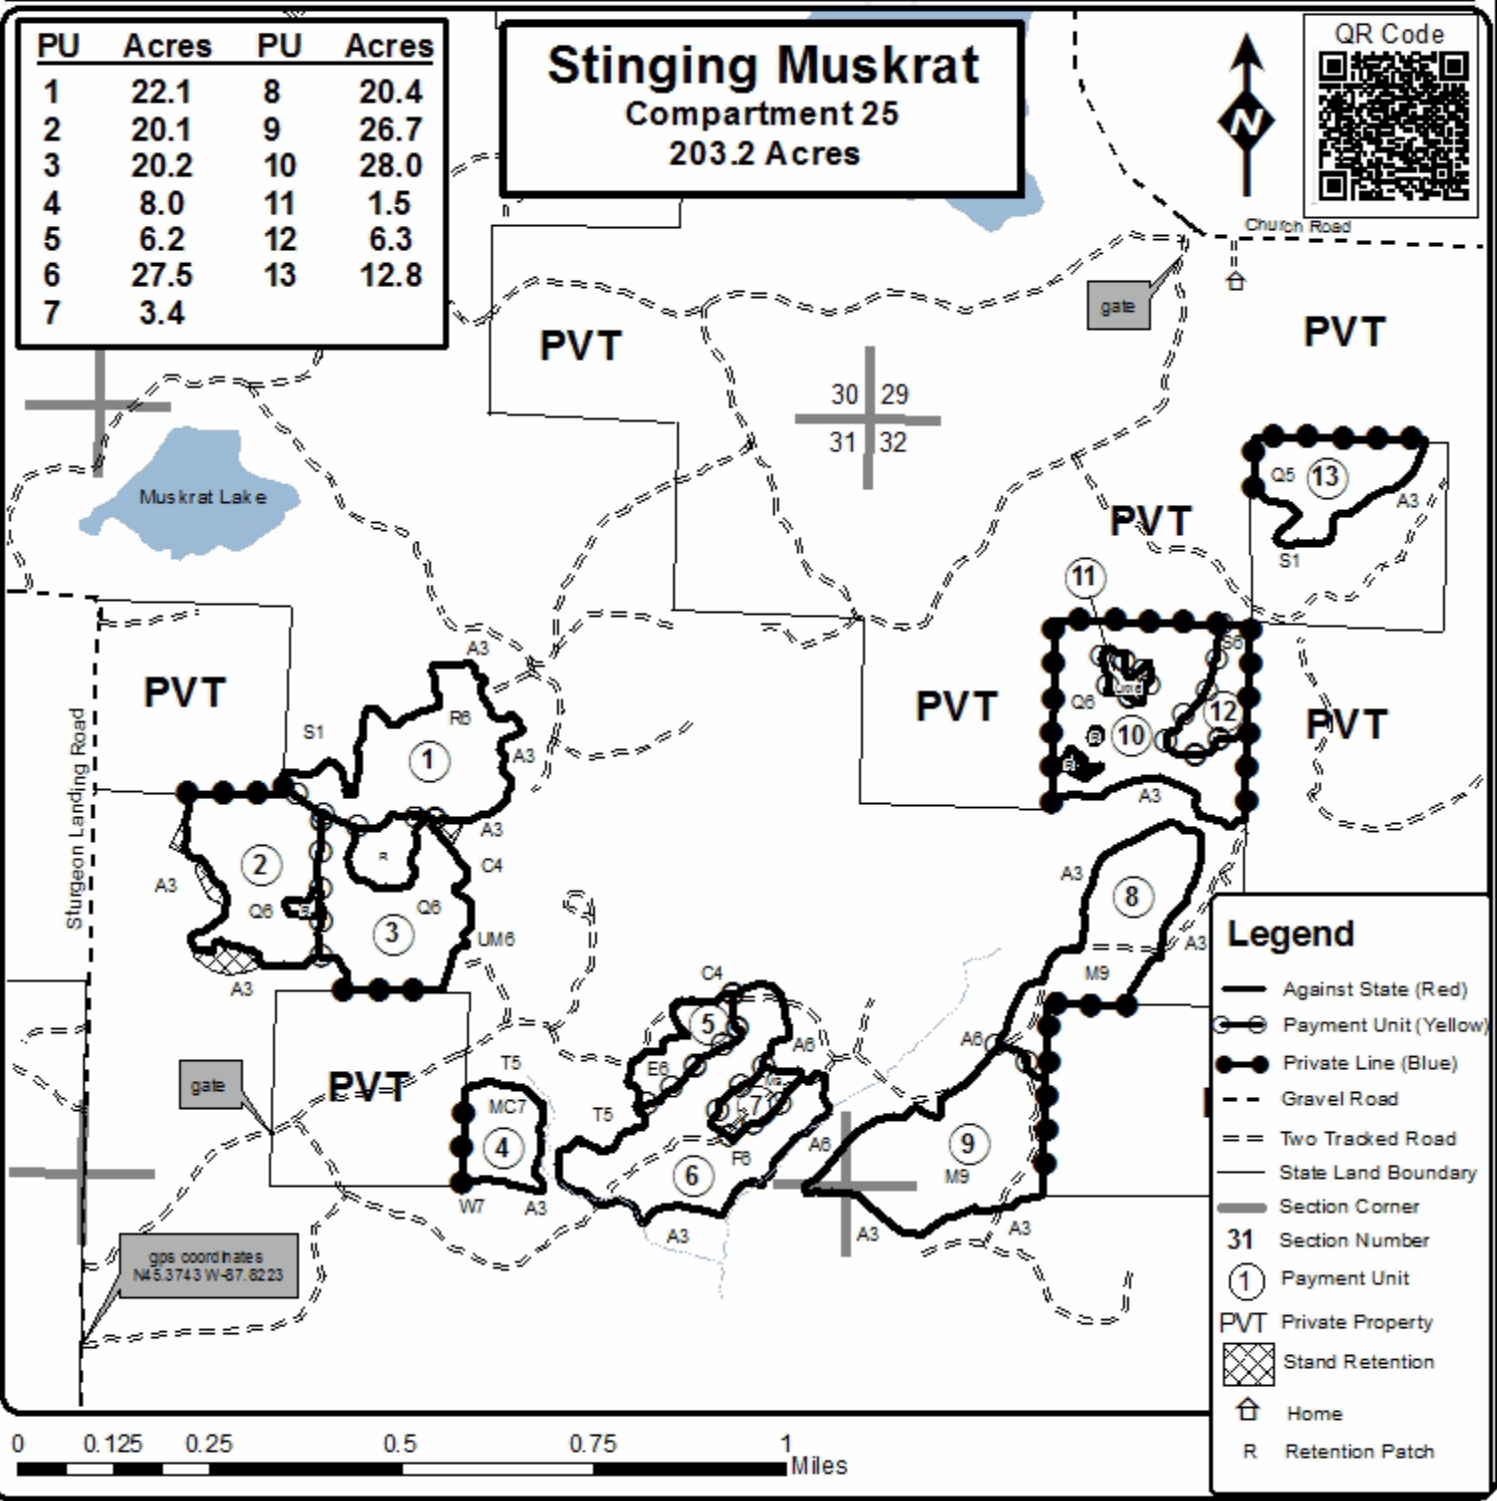 PU Acres PU Acres
1 22.1 8 20.4
2 20.1 9 26.7
3 20.2 10 28.0
4 8.0 11 1.5
5 6.2 12 6.3
6 27.5 13 12.8
7 3.4
Stinging Muskrat
Compartment 25
203.2 Acres
N
QR Code
Church Road
gate
PVT
PVT
30 29
31 32
Muskrat Lake
Q5 13
A3
S1
PVT
11
A3
S6
PVT
R6
S1
Q6
12
PVT
PVT
10
R
1
A3
A3
Sturgeon Landing Road
A3
R
2
C4
A3
A3
8
Q6
Q6
R
3
UM6
A3
A3
M9
C4
5
A6
A6
T5
E6
gate
PVT
MC7
T5
7
4
A6
9
F6
6
M9
W7
A3
A3
A3
A3
gps coordinates
N45.3743 W-87.8223
Legend
Against State (Red)
Payment Unit (Yellow)
Private Line (Blue)
Gravel Road
Two Tracked Road
State Land Boundary
Section Corner
31 Section Number
1 Payment Unit
PVT Private Property
Stand Retention
Home
R Retention Patch
0 0.125 0.25 0.5 0.75 1
Miles